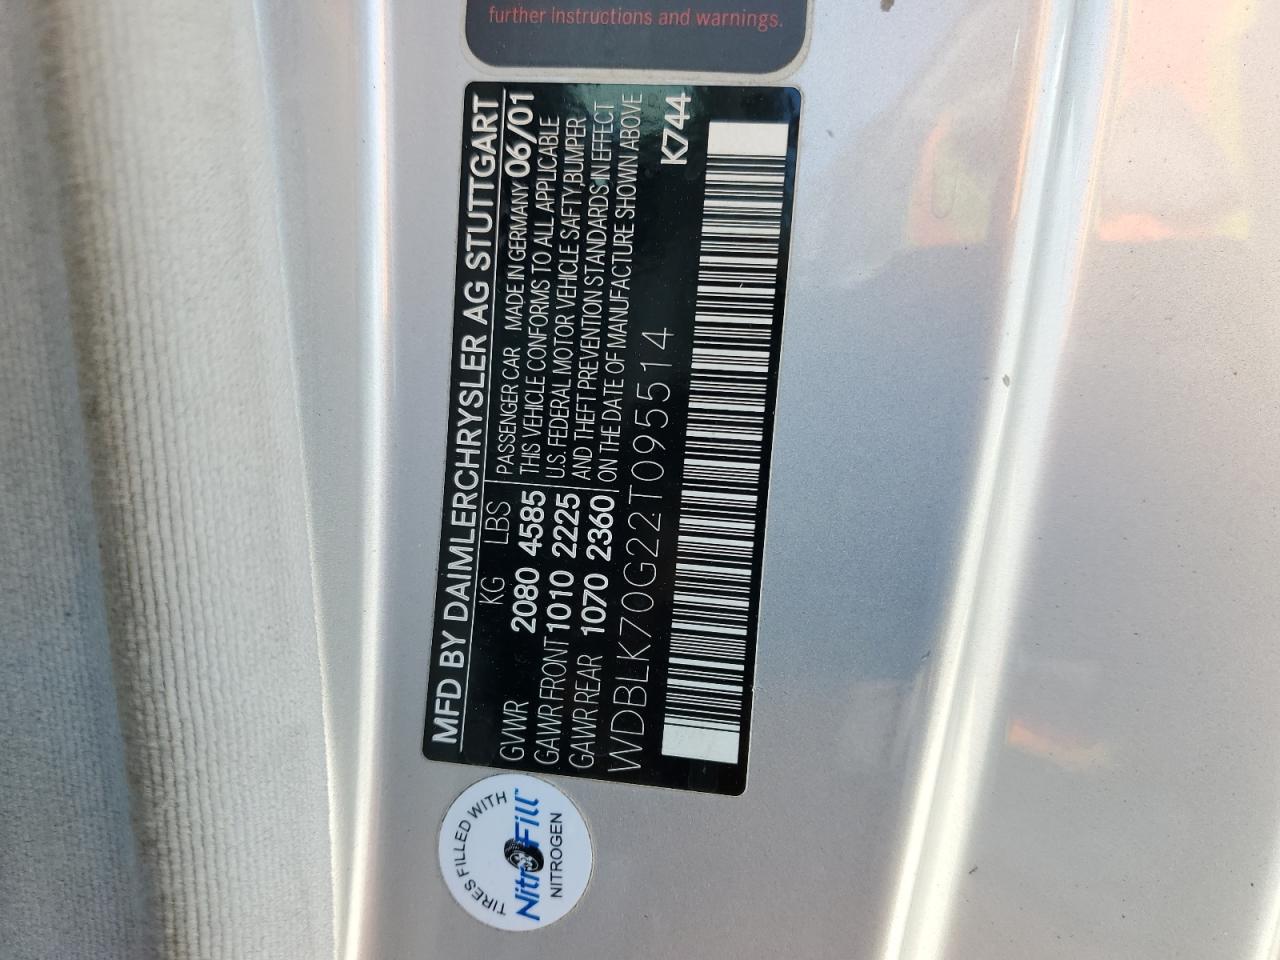 further instructions and warnings.
MFD BY DAIMLERCHRYSLER AG STUTTGART
KG LBS PASSENGER CAR MADE IN GERMANY 06/01
GVWR 2080 4585 THIS VEHICLE CONFORMS TO ALL APPLICABLE
GAWR FRONT 1010 2225 U.S. FEDERAL MOTOR VEHICLE SAFTY,BUMPER
GAWR REAR 1070 2360 AND THEFT PREVENTION STANDARDS IN EFFECT
ON THE DATE OF MANUFACTURE SHOWN ABOVE
WDBLK70G22T095514
K744
TIRES FILLED WITH
NitroFill™
NITROGEN